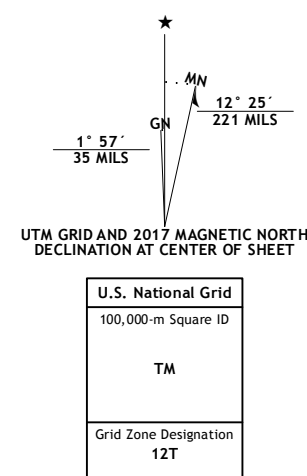 MN
GN
12° 25´
221 MILS
1° 57´
35 MILS
UTM GRID AND 2017 MAGNETIC NORTH
DECLINATION AT CENTER OF SHEET
U.S. National Grid
100,000-m Square ID
TM
Grid Zone Designation
12T